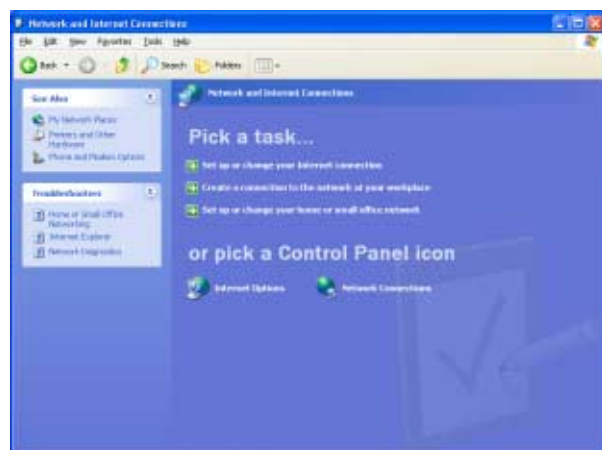 Network and Internet Connections
File Edit View Favorites Tools Help
Back Search Folders
See Also
My Network Places
Printers and Other
Hardware
Phone and Modem Options
Troubleshooters
Home or Small Office
Networking
Internet Explorer
Network Diagnostics
Network and Internet Connections
Pick a task...
Set up or change your Internet connection
Create a connection to the network at your workplace
Set up or change your home or small office network
or pick a Control Panel icon
Internet Options Network Connections